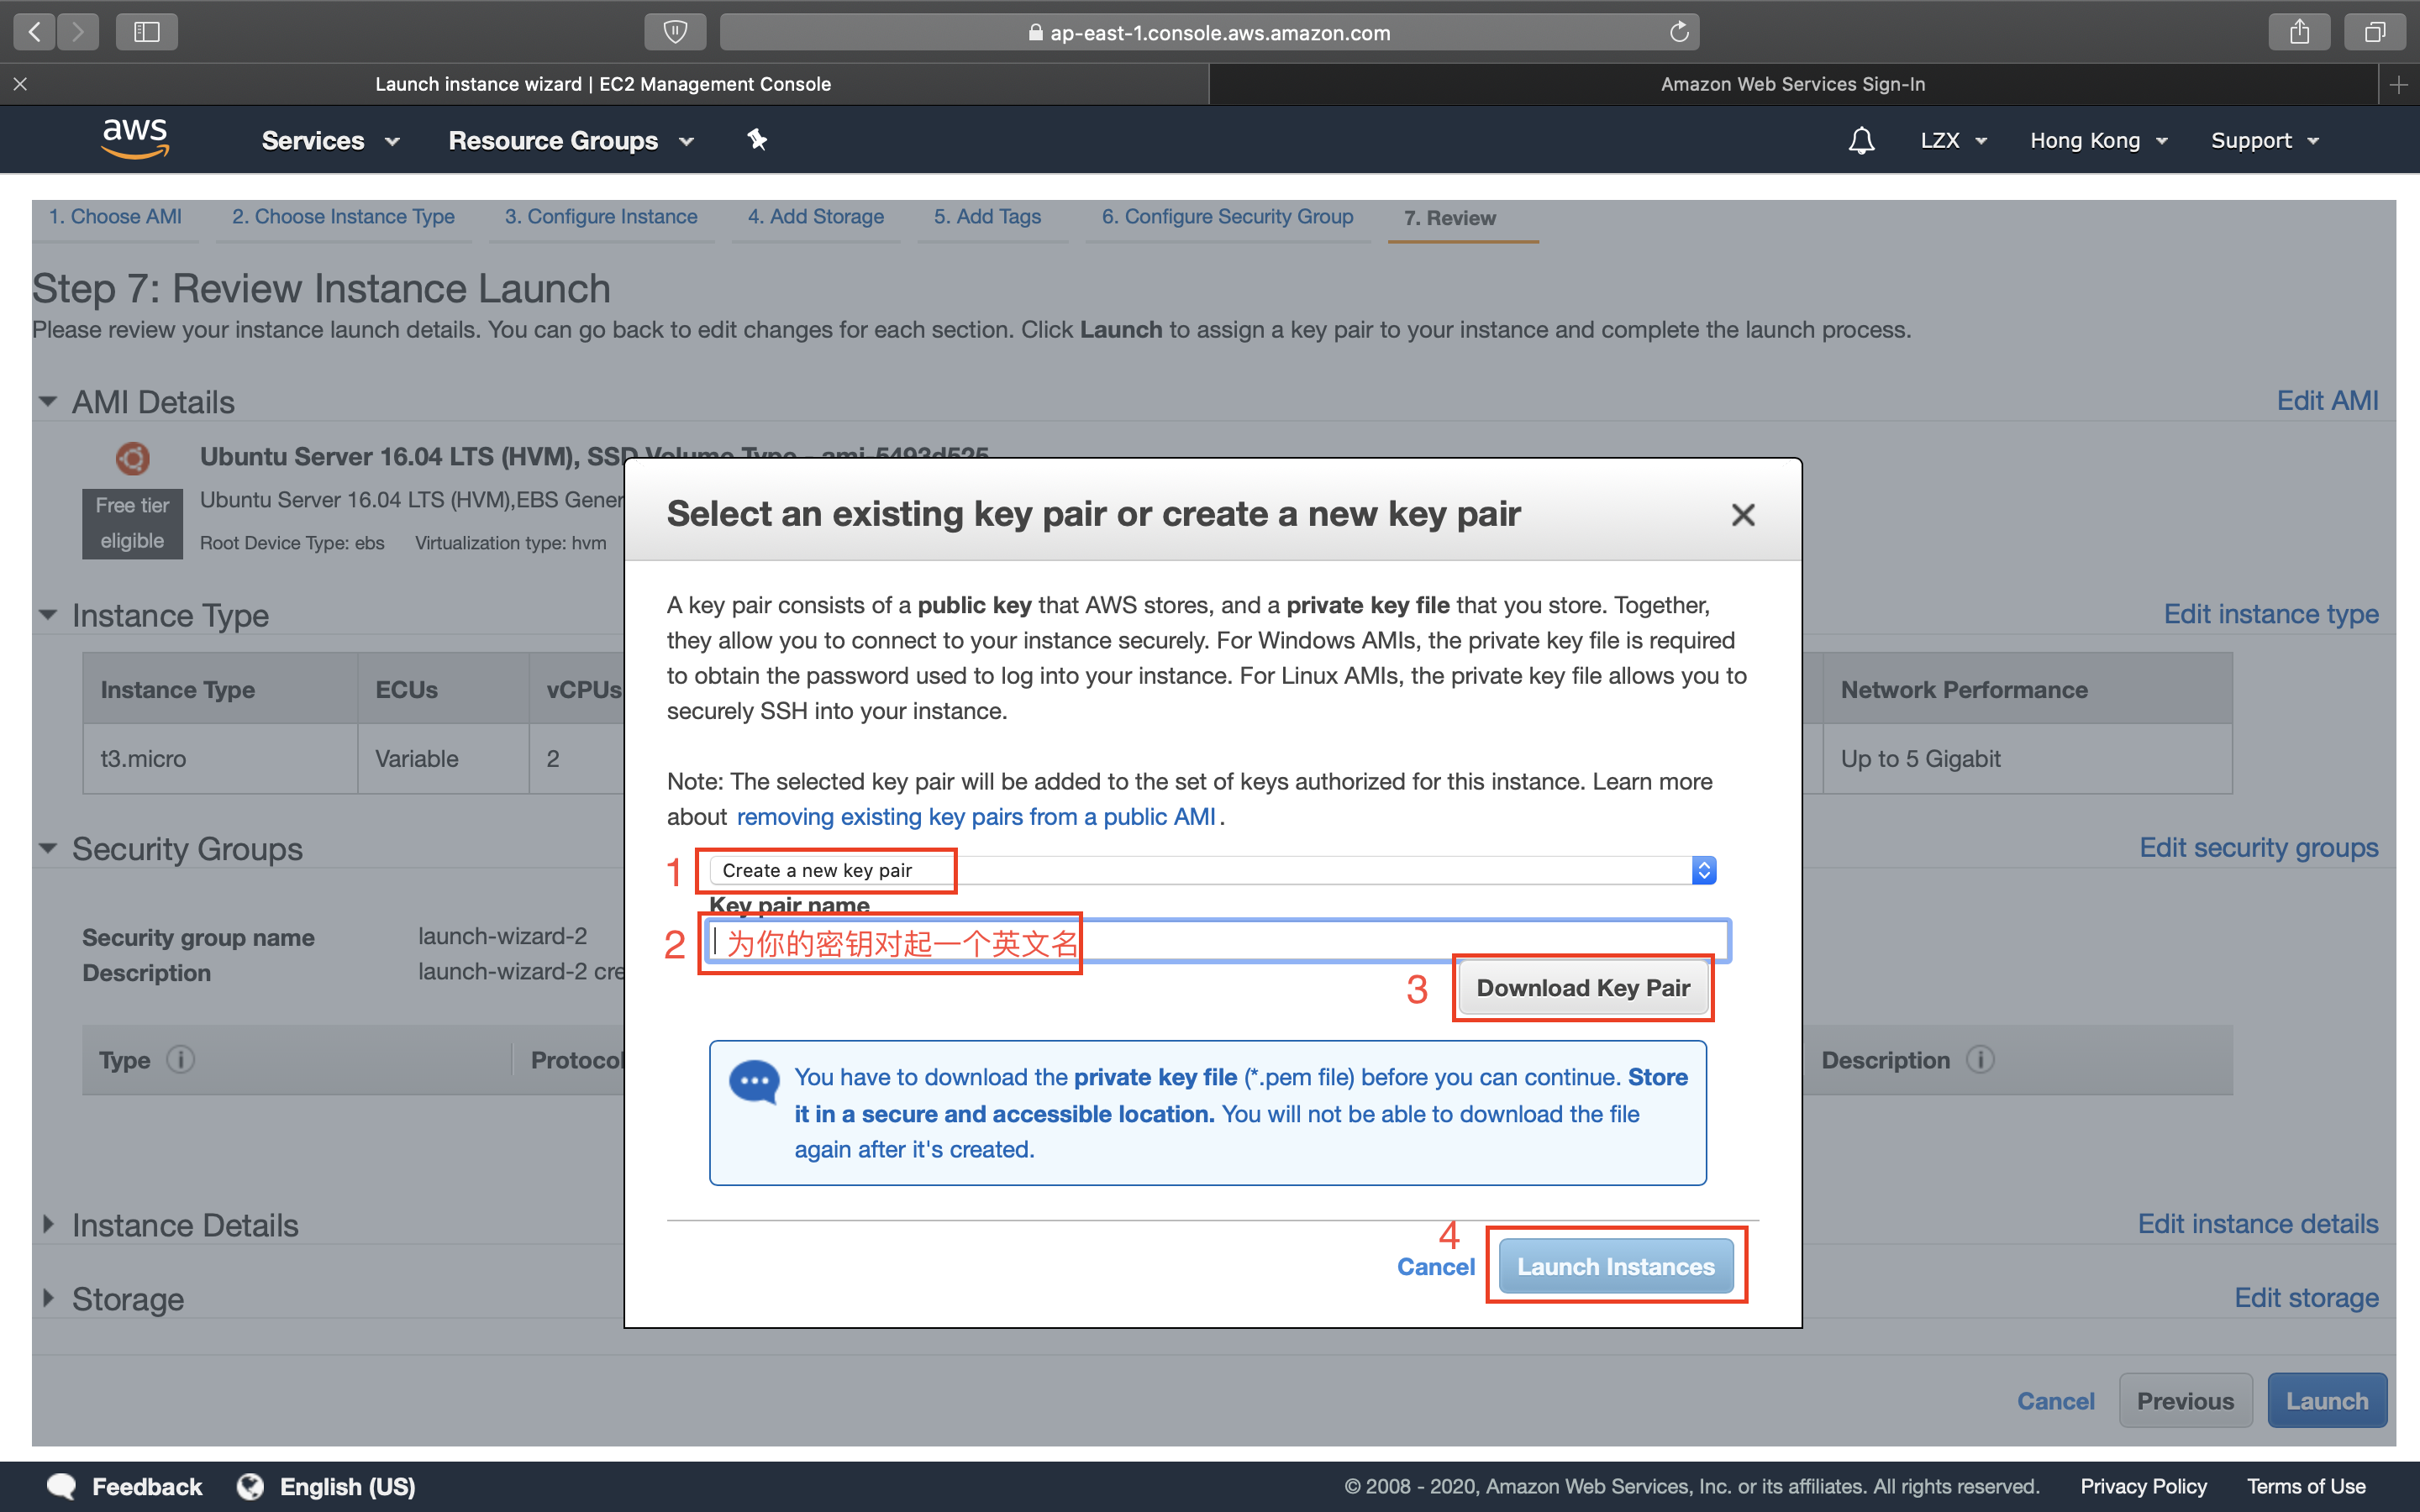 ap-east-1.console.aws.amazon.com
Launch instance wizard | EC2 Management Console
Amazon Web Services Sign-In
aws
Services
Resource Groups
LZX
Hong Kong
Support
1. Choose AMI
2. Choose Instance Type
3. Configure Instance
4. Add Storage
5. Add Tags
6. Configure Security Group
7. Review
Step 7: Review Instance Launch
Please review your instance launch details. You can go back to edit changes for each section. Click Launch to assign a key pair to your instance and complete the launch process.
AMI Details
Edit AMI
Ubuntu Server 16.04 LTS (HVM), SSD Volume Type - ami-5493d525
Free tier
eligible
Ubuntu Server 16.04 LTS (HVM),EBS Gener
Root Device Type: ebs
Virtualization type: hvm
Instance Type
Edit instance type
Instance Type
ECUs
vCPUs
Network Performance
t3.micro
Variable
2
Up to 5 Gigabit
Security Groups
Edit security groups
Security group name
launch-wizard-2
Description
launch-wizard-2 cre
Type
Protocol
Description
Instance Details
Edit instance details
Storage
Edit storage
Select an existing key pair or create a new key pair
A key pair consists of a public key that AWS stores, and a private key file that you store. Together,
they allow you to connect to your instance securely. For Windows AMIs, the private key file is required
to obtain the password used to log into your instance. For Linux AMIs, the private key file allows you to
securely SSH into your instance.
Note: The selected key pair will be added to the set of keys authorized for this instance. Learn more
about removing existing key pairs from a public AMI.
1
Create a new key pair
Key pair name
2
为你的密钥对起一个英文名
3
Download Key Pair
You have to download the private key file (*.pem file) before you can continue. Store
it in a secure and accessible location. You will not be able to download the file
again after it's created.
4
Cancel
Launch Instances
Cancel
Previous
Launch
Feedback
English (US)
© 2008 - 2020, Amazon Web Services, Inc. or its affiliates. All rights reserved.
Privacy Policy
Terms of Use